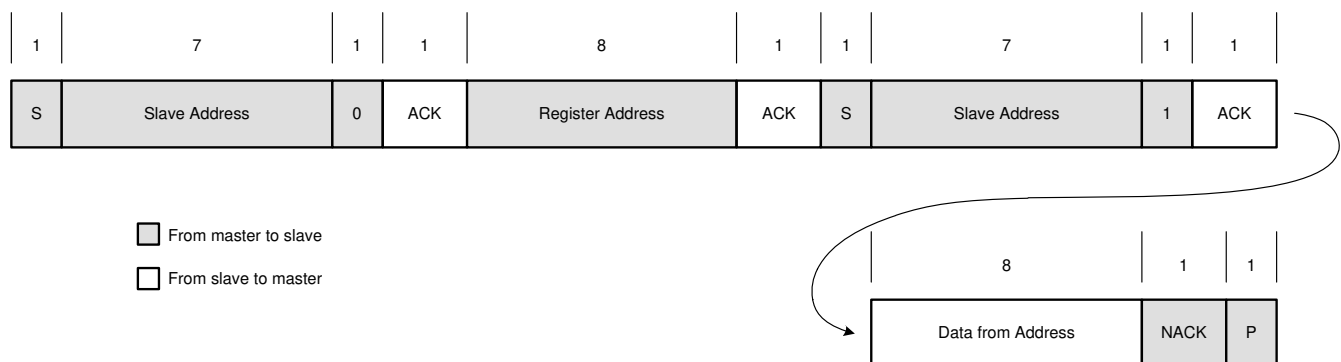 1 7 1 1 8 1 1 7 1 1
S Slave Address 0 ACK Register Address ACK S Slave Address 1 ACK
From master to slave
From slave to master
8 1 1
Data from Address NACK P